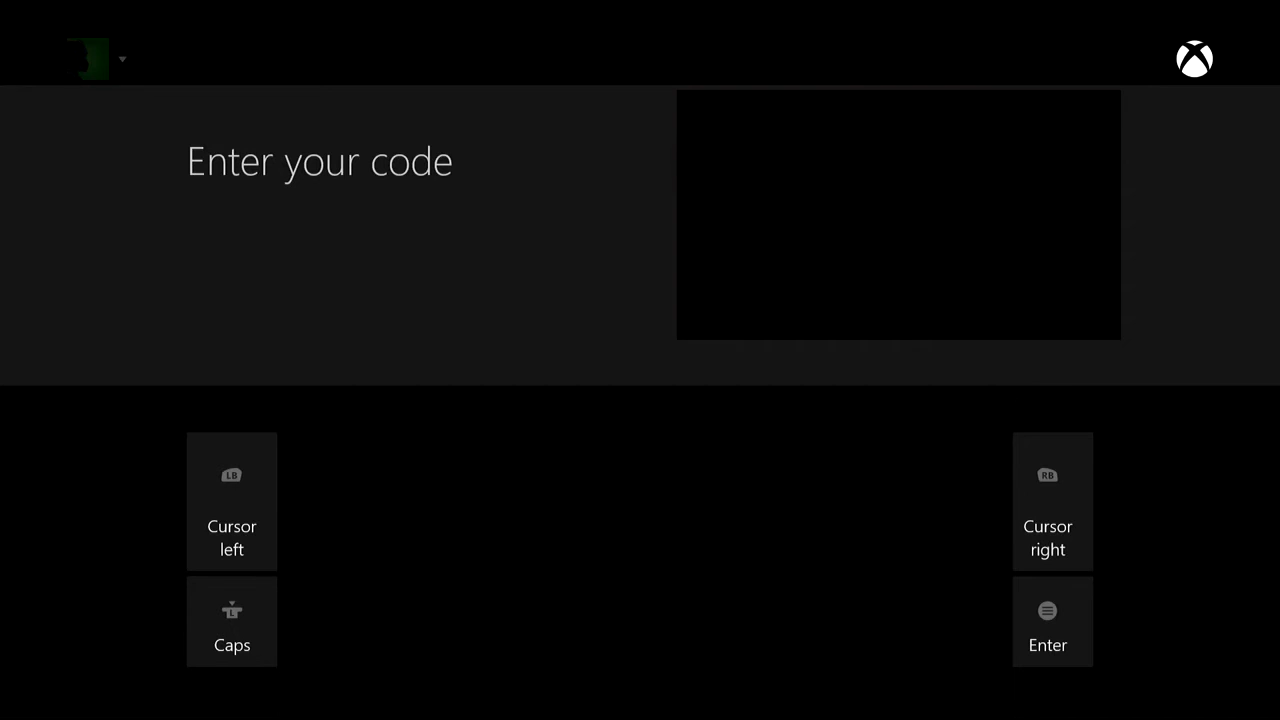 Enter your code
LB
RB
Cursor
left
Cursor
right
L
Caps
Enter